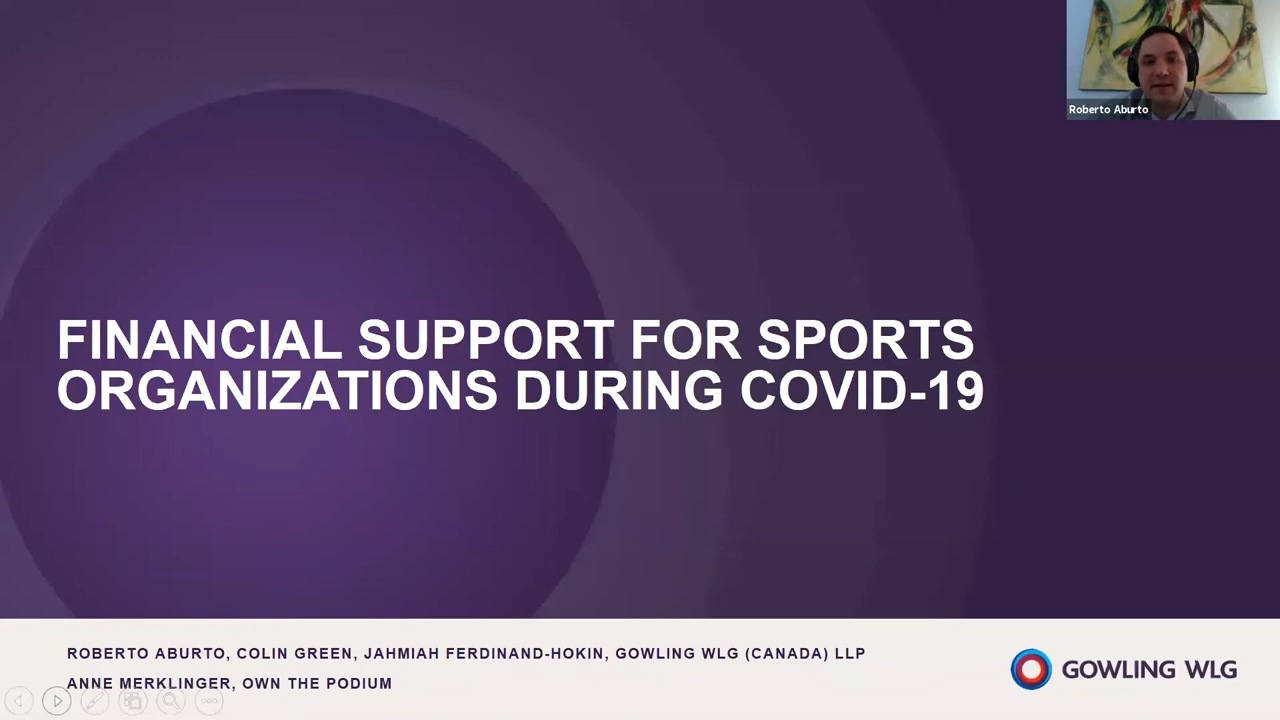 Roberto Aburto
FINANCIAL SUPPORT FOR SPORTS
ORGANIZATIONS DURING COVID-19
ROBERTO ABURTO, COLIN GREEN, JAHMIAH FERDINAND-HOKIN, GOWLING WLG (CANADA) LLP
ANNE MERKLINGER, OWN THE PODIUM
GOWLING WLG